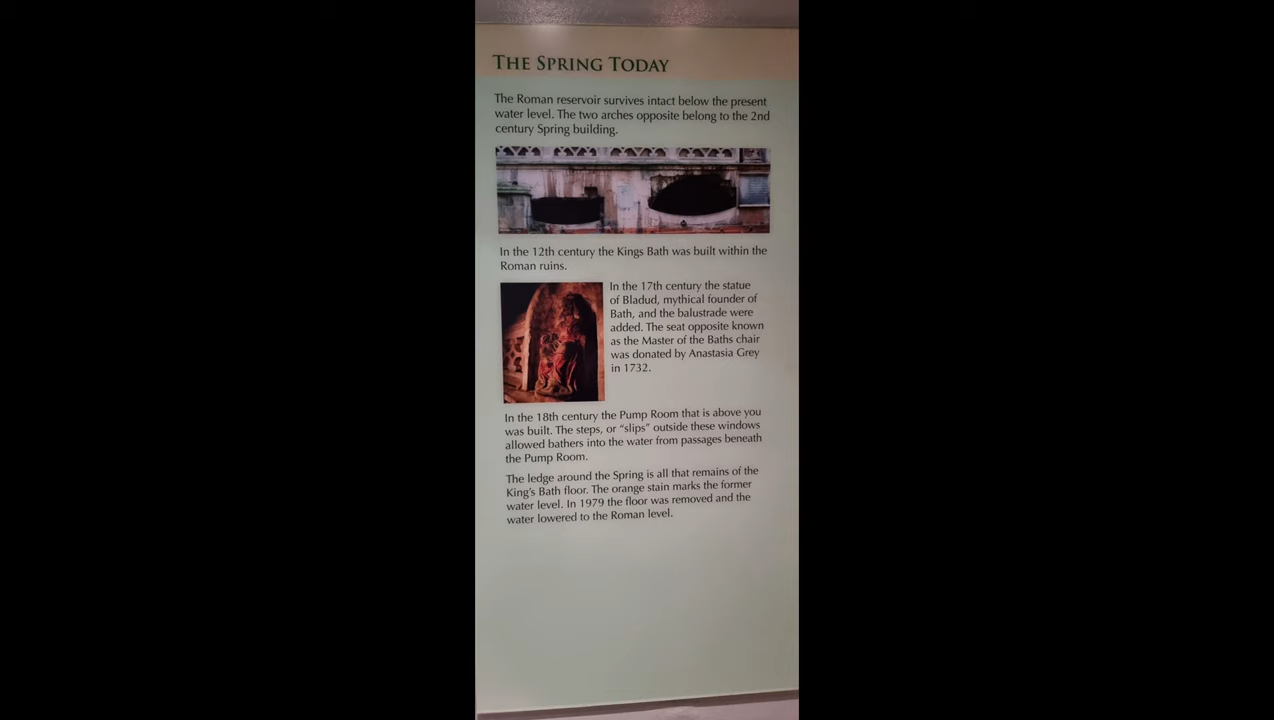 THE SPRING TODAY
The Roman reservoir survives intact below the present
water level. The two arches opposite belong to the 2nd
century Spring building.
In the 12th century the Kings Bath was built within the
Roman ruins.
In the 17th century the statue
of Bladud, mythical founder of
Bath, and the balustrade were
added. The seat opposite known
as the Master of the Baths chair
was donated by Anastasia Grey
in 1732.
In the 18th century the Pump Room that is above you
was built. The steps, or “slips” outside these windows
allowed bathers into the water from passages beneath
the Pump Room.
The ledge around the Spring is all that remains of the
King's Bath floor. The orange stain marks the former
water level. In 1979 the floor was removed and the
water lowered to the Roman level.